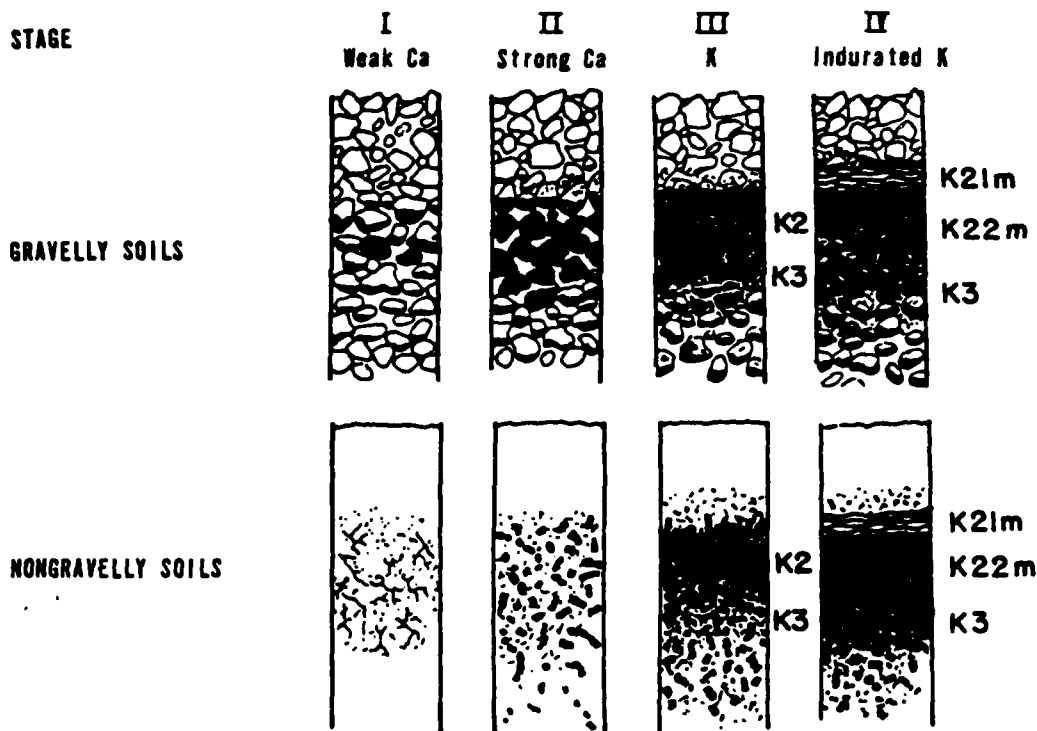 STAGE
I II III IV
Weak Ca Strong Ca K Indurated K
K21m
K2 K22m
GRAVELLY SOILS
K3 K3
K21m
K2 K22m
NONGRAVELLY SOILS
K3 K3